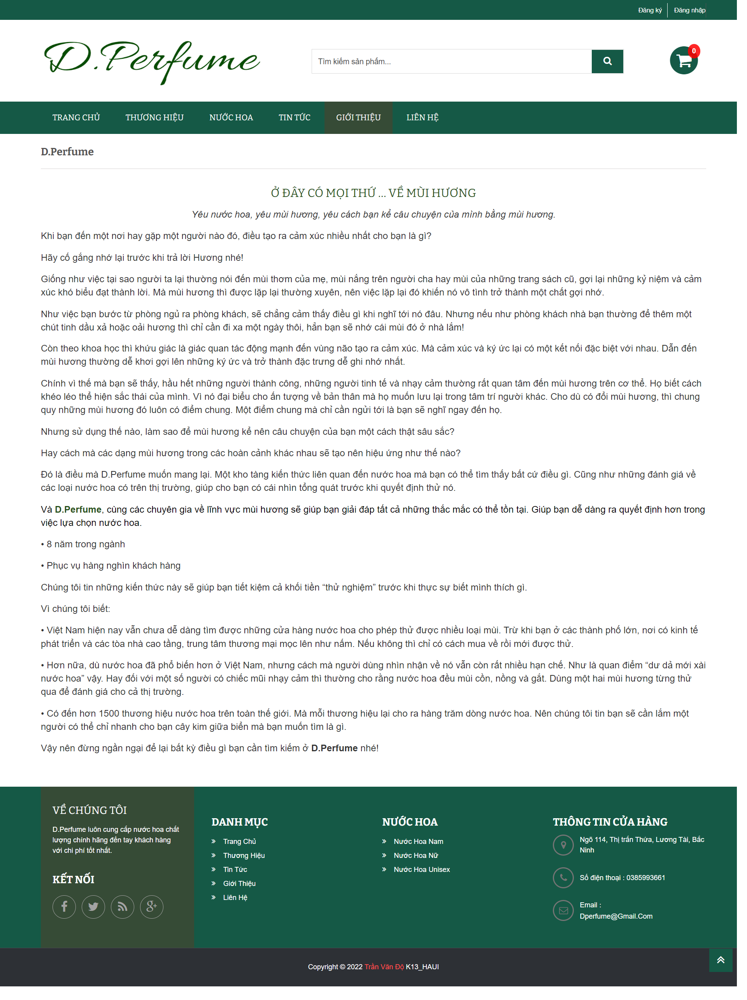 Đăng ký
Đăng nhập
D.Perfume
Tìm kiếm sản phẩm...
0
TRANG CHỦ
THƯƠNG HIỆU
NƯỚC HOA
TIN TỨC
GIỚI THIỆU
LIÊN HỆ
D.Perfume
Ở ĐÂY CÓ MỌI THỨ ... VỀ MÙI HƯƠNG
Yêu nước hoa, yêu mùi hương, yêu cách bạn kể câu chuyện của mình bằng mùi hương.
Khi bạn đến một nơi hay gặp một người nào đó, điều tạo ra cảm xúc nhiều nhất cho bạn là gì?
Hãy cố gắng nhớ lại trước khi trả lời Hương nhé!
Giống như việc tại sao người ta lại thường nói đến mùi thơm của mẹ, mùi nắng trên người cha hay mùi của những trang sách cũ, gợi lại những kỷ niệm và cảm
xúc khó biểu đạt thành lời. Mà mùi hương thì được lặp lại thường xuyên, nên việc lặp lại đó khiến nó vô tình trở thành một chất gợi nhớ.
Như việc bạn bước từ phòng ngủ ra phòng khách, sẽ chẳng cảm thấy điều gì khi nghĩ tới nó đâu. Nhưng nếu như phòng khách nhà bạn thường để thêm một
chút tinh dầu xả hoặc oải hương thì chỉ cần đi xa một ngày thôi, hẳn bạn sẽ nhớ cái mùi đó ở nhà lắm!
Còn theo khoa học thì khứu giác là giác quan tác động mạnh đến vùng não tạo ra cảm xúc. Mà cảm xúc và ký ức lại có một kết nối đặc biệt với nhau. Dẫn đến
mùi hương thường dễ khơi gợi lên những ký ức và trở thành đặc trưng dễ ghi nhớ nhất.
Chính vì thế mà bạn sẽ thấy, hầu hết những người thành công, những người tinh tế và nhạy cảm thường rất quan tâm đến mùi hương trên cơ thể. Họ biết cách
khéo léo thể hiện sắc thái của mình. Vì nó đại biểu cho ấn tượng về bản thân mà họ muốn lưu lại trong tâm trí người khác. Cho dù có đổi mùi hương, thì chung
quy những mùi hương đó luôn có điểm chung. Một điểm chung mà chỉ cần ngửi tới là bạn sẽ nghĩ ngay đến họ.
Nhưng sử dụng thế nào, làm sao để mùi hương kể nên câu chuyện của bạn một cách thật sâu sắc?
Hay cách mà các dạng mùi hương trong các hoàn cảnh khác nhau sẽ tạo nên hiệu ứng như thế nào?
Đó là điều mà D.Perfume muốn mang lại. Một kho tàng kiến thức liên quan đến nước hoa mà bạn có thể tìm thấy bất cứ điều gì. Cũng như những đánh giá về
các loại nước hoa có trên thị trường, giúp cho bạn có cái nhìn tổng quát trước khi quyết định thử nó.
Và D.Perfume, cùng các chuyên gia về lĩnh vực mùi hương sẽ giúp bạn giải đáp tất cả những thắc mắc có thể tồn tại. Giúp bạn dễ dàng ra quyết định hơn trong
việc lựa chọn nước hoa.
• 8 năm trong ngành
• Phục vụ hàng nghìn khách hàng
Chúng tôi tin những kiến thức này sẽ giúp bạn tiết kiệm cả khối tiền “thử nghiệm” trước khi thực sự biết mình thích gì.
Vì chúng tôi biết:
• Việt Nam hiện nay vẫn chưa dễ dàng tìm được những cửa hàng nước hoa cho phép thử được nhiều loại mùi. Trừ khi bạn ở các thành phố lớn, nơi có kinh tế
phát triển và các tòa nhà cao tầng, trung tâm thương mại mọc lên như nấm. Nếu không thì chỉ có cách mua về rồi mới được thử.
• Hơn nữa, dù nước hoa đã phổ biến hơn ở Việt Nam, nhưng cách mà người dùng nhìn nhận về nó vẫn còn rất nhiều hạn chế. Như là quan điểm “dư dả mới xài
nước hoa” vậy. Hay đối với một số người có chiếc mũi nhạy cảm thì thường cho rằng nước hoa đều mùi cồn, nồng và gắt. Dùng một hai mùi hương từng thử
qua để đánh giá cho cả thị trường.
• Có đến hơn 1500 thương hiệu nước hoa trên toàn thế giới. Mà mỗi thương hiệu lại cho ra hàng trăm dòng nước hoa. Nên chúng tôi tin bạn sẽ cần lắm một
người có thể chỉ nhanh cho bạn cây kim giữa biển mà bạn muốn tìm là gì.
Vậy nên đừng ngần ngại để lại bất kỳ điều gì bạn cần tìm kiếm ở D.Perfume nhé!
VỀ CHÚNG TÔI
D.Perfume luôn cung cấp nước hoa chất
lượng chính hãng đến tay khách hàng
với chi phí tốt nhất.
KẾT NỐI
DANH MỤC
Trang Chủ
Thương Hiệu
Tin Tức
Giới Thiệu
Liên Hệ
NƯỚC HOA
Nước Hoa Nam
Nước Hoa Nữ
Nước Hoa Unisex
THÔNG TIN CỬA HÀNG
Ngõ 114, Thị trấn Thứa, Lương Tài, Bắc
Ninh
Số điện thoại : 0385993661
Email :
Dperfume@Gmail.Com
Copyright © 2022 Trần Văn Độ K13_HAUI